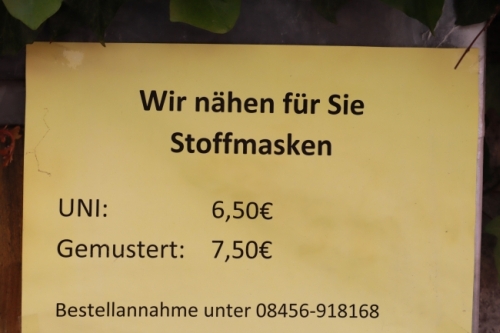 Wir nähen für Sie
Stoffmasken
UNI: 6,50€
Gemustert: 7,50€
Bestellannahme unter 08456-918168